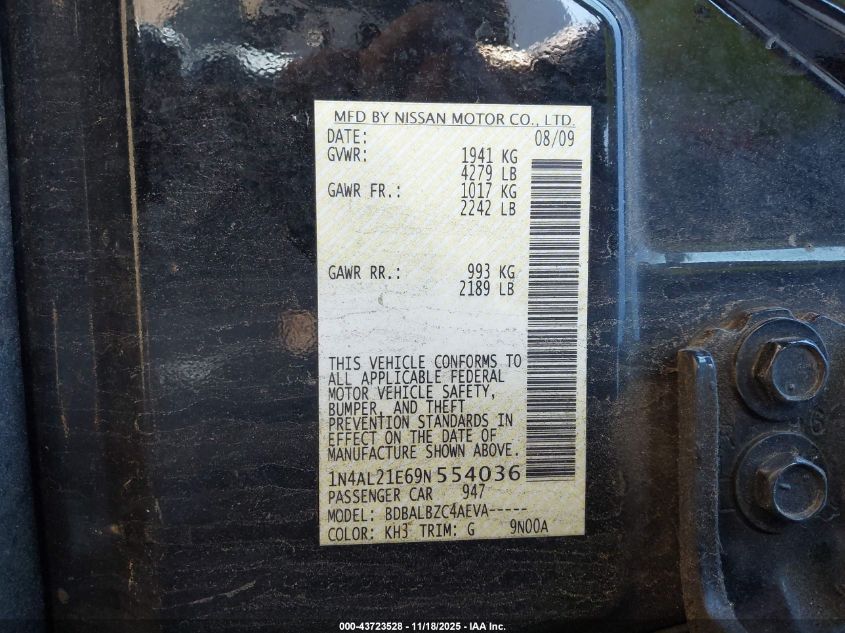 MFD BY NISSAN MOTOR CO., LTD.
DATE: 08/09
GVWR: 1941 KG
4279 LB
GAWR FR.: 1017 KG
2242 LB
GAWR RR.: 993 KG
2189 LB
THIS VEHICLE CONFORMS TO
ALL APPLICABLE FEDERAL
MOTOR VEHICLE SAFETY,
BUMPER, AND THEFT
PREVENTION STANDARDS IN
EFFECT ON THE DATE OF
MANUFACTURE SHOWN ABOVE.
1N4AL21E69N554036
PASSENGER CAR 947
MODEL: BDBALBZC4AEVA-----
COLOR: KH3 TRIM: G 9N00A
000-43723528 - 11/18/2025 - IAA Inc.